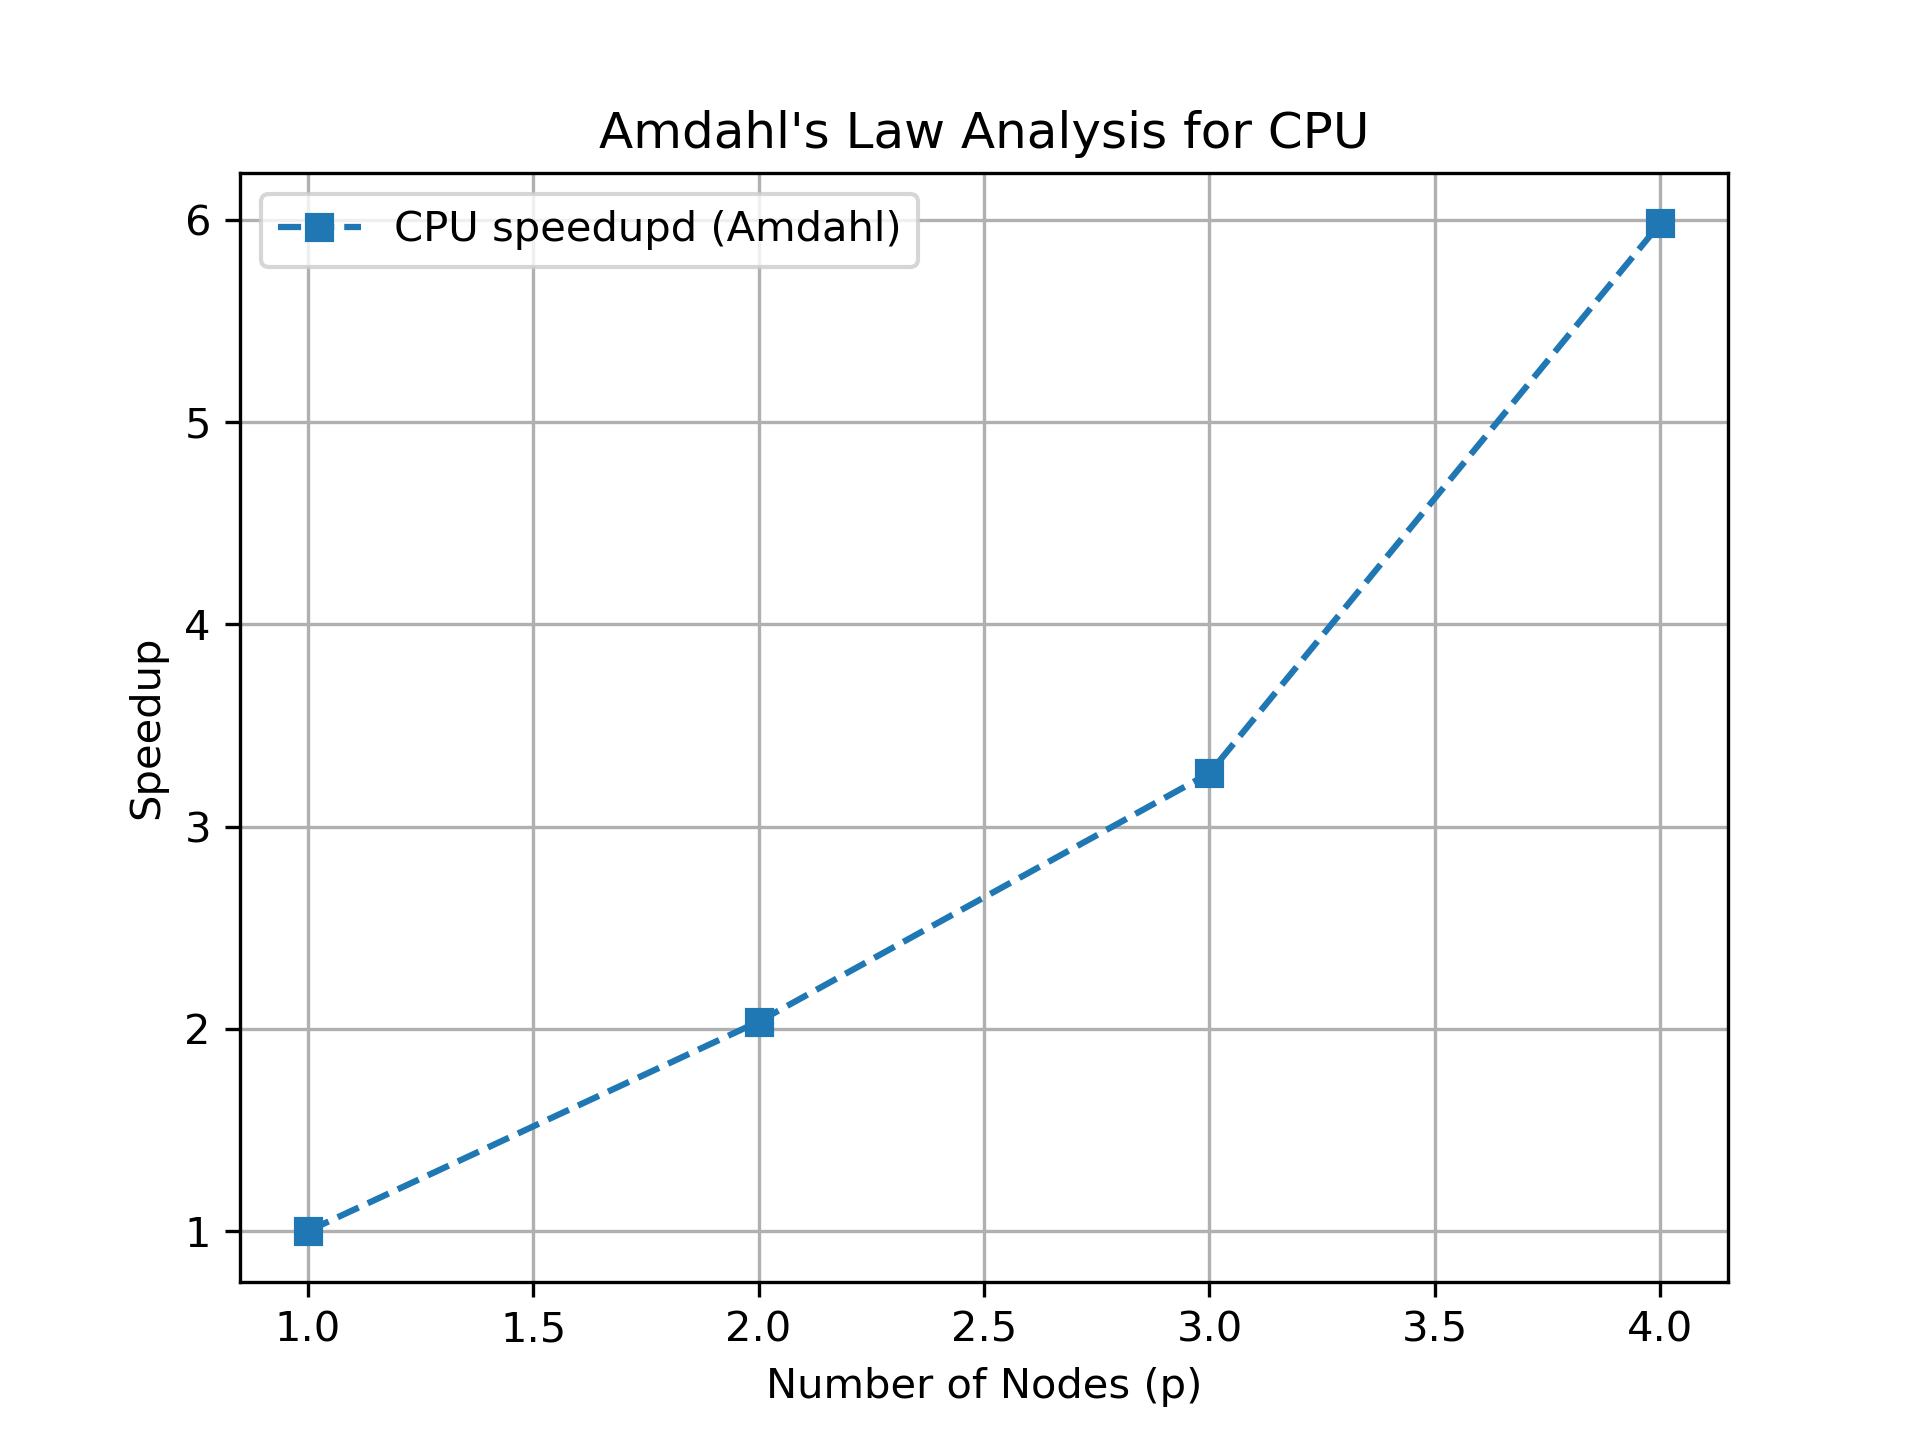 Amdahl's Law Analysis for CPU
CPU speedupd (Amdahl)
6
5
4
3
2
1
Speedup
1.0 1.5 2.0 2.5 3.0 3.5 4.0
Number of Nodes (p)